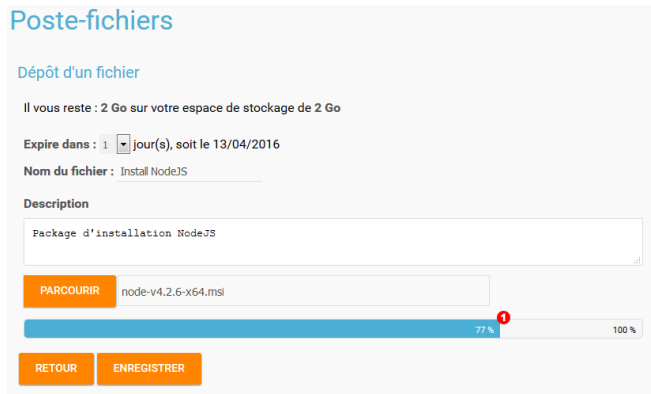 Poste-fichiers
Dépôt d'un fichier
Il vous reste : 2 Go sur votre espace de stockage de 2 Go
Expire dans : 1 jour(s), soit le 13/04/2016
Nom du fichier : Install NodeJS
Description
Package d'installation NodeJS
PARCOURIR node-v4.2.6-x64.msi
1
77 % 100 %
RETOUR ENREGISTRER